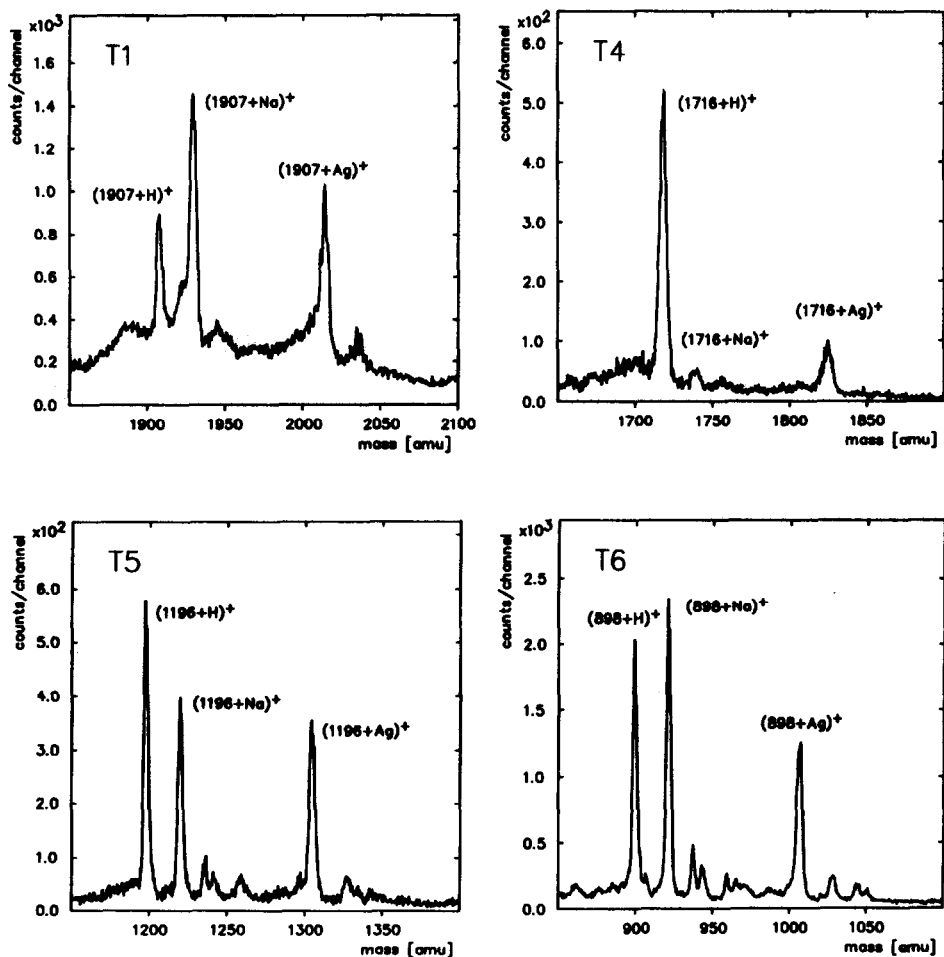 x10³
T1
counts/channel
1.8
1.6
1.4
1.2
1.0
0.8
0.6
0.4
0.2
0.0
(1907+H)⁺
(1907+Na)⁺
(1907+Ag)⁺
1900 1950 2000 2050 2100
mass [amu]
x10²
T4
counts/channel
6.0
5.0
4.0
3.0
2.0
1.0
0.0
(1716+H)⁺
(1716+Na)⁺
(1716+Ag)⁺
1700 1750 1800 1850
mass [amu]
x10²
T5
counts/channel
6.0
5.0
4.0
3.0
2.0
1.0
0.0
(1196+H)⁺
(1196+Na)⁺
(1196+Ag)⁺
1200 1250 1300 1350
mass [amu]
x10³
T6
counts/channel
2.5
2.0
1.5
1.0
0.5
0.0
(898+H)⁺
(898+Na)⁺
(898+Ag)⁺
900 950 1000 1050
mass [amu]